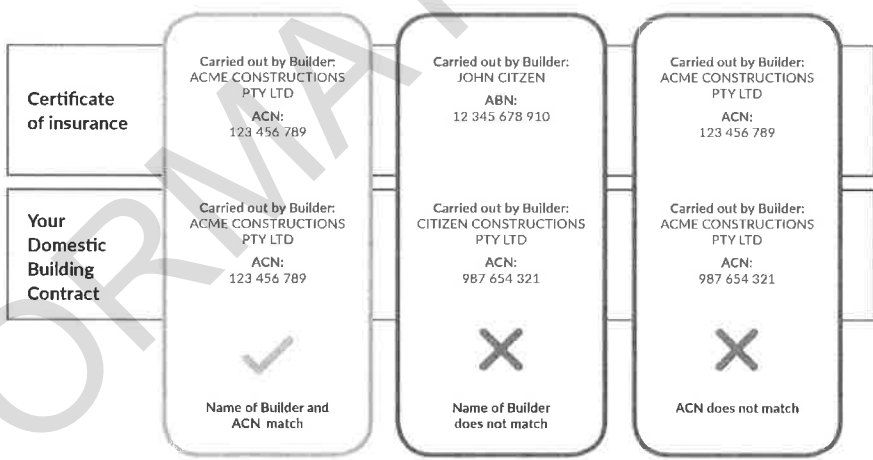 Certificate
of insurance
Carried out by Builder:
ACME CONSTRUCTIONS
PTY LTD
ACN:
123 456 789
Carried out by Builder:
JOHN CITZEN
ABN:
12 345 678 910
Carried out by Builder:
ACME CONSTRUCTIONS
PTY LTD
ACN:
123 456 789
Your
Domestic
Building
Contract
Carried out by Builder:
ACME CONSTRUCTIONS
PTY LTD
ACN:
123 456 789
Carried out by Builder:
CITIZEN CONSTRUCTIONS
PTY LTD
ACN:
987 654 321
Carried out by Builder:
ACME CONSTRUCTIONS
PTY LTD
ACN:
987 654 321
Name of Builder and
ACN match
Name of Builder
does not match
ACN does not match
ORMAT